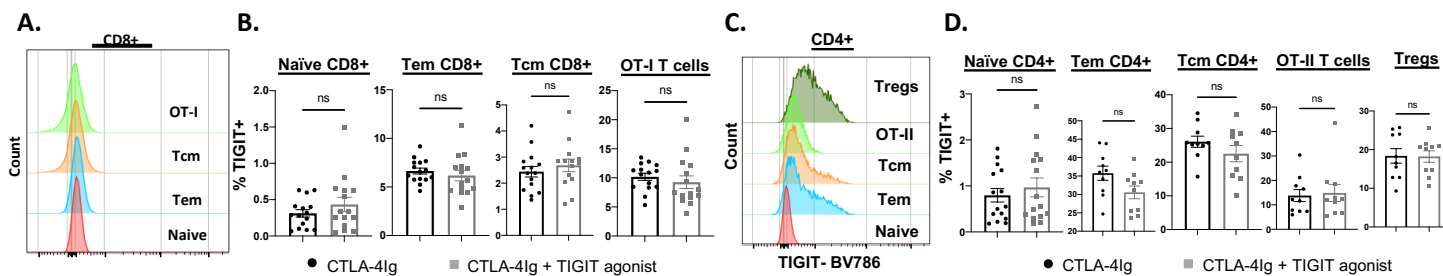 A.
CD8+
Count
OT-I
Tcm
Tem
Naive
B.
% TIGIT+
Naïve CD8+
ns
2.0
1.5
1.0
0.5
0.0
Tem CD8+
ns
15
10
5
0
Tcm CD8+
ns
5
4
3
2
1
0
OT-I T cells
ns
25
20
15
10
5
0
CTLA-4Ig
CTLA-4Ig + TIGIT agonist
C.
CD4+
Count
Tregs
OT-II
Tcm
Tem
Naive
TIGIT- BV786
D.
% TIGIT+
Naïve CD4+
ns
3
2
1
0
Tem CD4+
ns
50
45
40
35
30
25
20
Tcm CD4+
ns
40
30
20
10
0
OT-II T cells
ns
50
40
30
20
10
0
Tregs
ns
30
20
10
0
CTLA-4Ig
CTLA-4Ig + TIGIT agonist